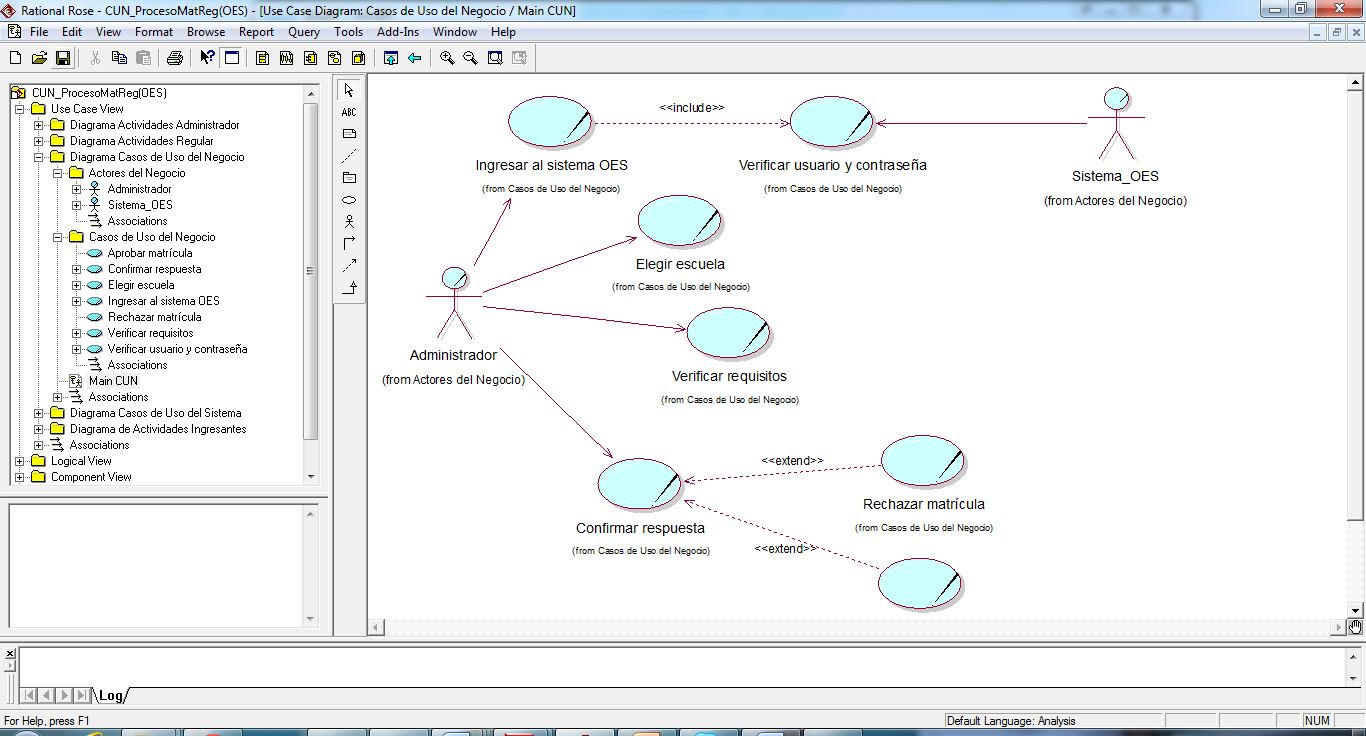 Rational Rose - CUN_ProcesoMatReg(OES) - [Use Case Diagram: Casos de Uso del Negocio / Main CUN]
File Edit View Format Browse Report Query Tools Add-Ins Window Help
CUN_ProcesoMatReg(OES)
Use Case View
Diagrama Actividades Administrador
Diagrama Actividades Regular
Diagrama Casos de Uso del Negocio
Actores del Negocio
Administrador
Sistema_OES
Associations
Casos de Uso del Negocio
Aprobar matrícula
Confirmar respuesta
Elegir escuela
Ingresar al sistema OES
Rechazar matrícula
Verificar requisitos
Verificar usuario y contraseña
Associations
Main CUN
Associations
Diagrama Casos de Uso del Sistema
Diagrama de Actividades Ingresantes
Associations
Logical View
Component View
ABC
<<include>>
Ingresar al sistema OES
(from Casos de Uso del Negocio)
Verificar usuario y contraseña
(from Casos de Uso del Negocio)
Sistema_OES
(from Actores del Negocio)
Elegir escuela
(from Casos de Uso del Negocio)
Administrador
(from Actores del Negocio)
Verificar requisitos
(from Casos de Uso del Negocio)
<<extend>>
Rechazar matrícula
(from Casos de Uso del Negocio)
Confirmar respuesta
(from Casos de Uso del Negocio)
<<extend>>
Log
For Help, press F1
Default Language: Analysis
NUM